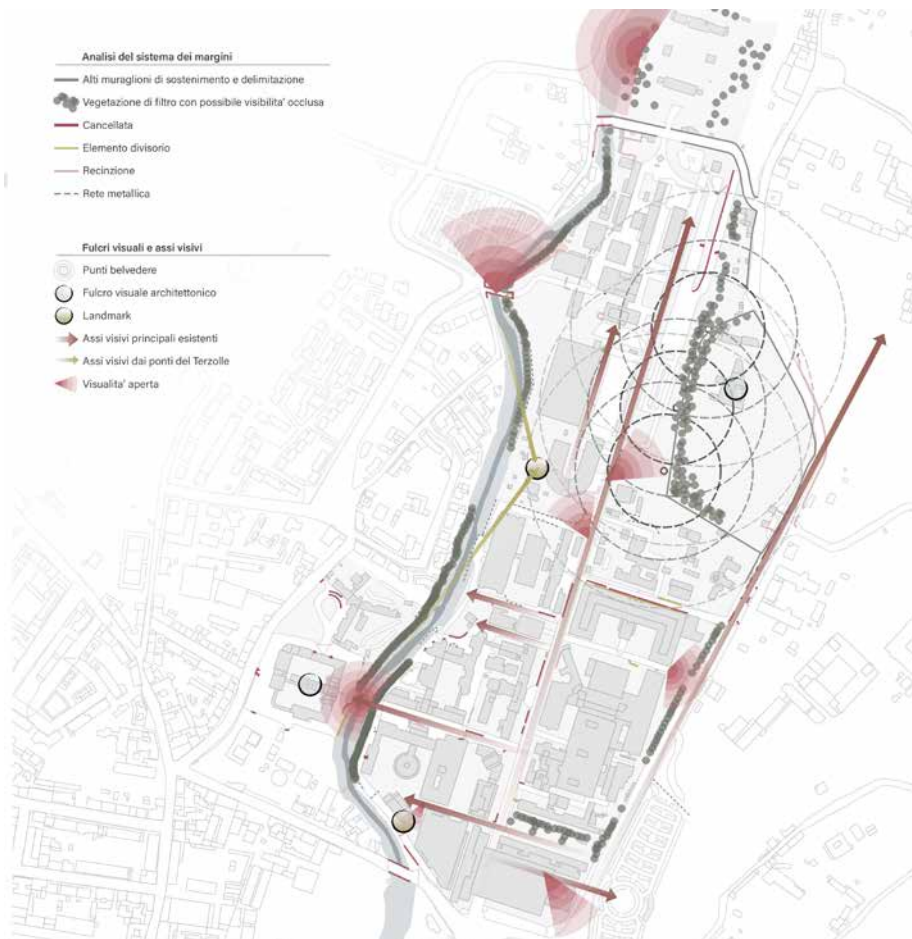 Analisi del sistema dei margini
Alti muraglioni di sostenimento e delimitazione
Vegetazione di filtro con possibile visibilita' occlusa
Cancellata
Elemento divisorio
Recinzione
Rete metallica
Fulcri visuali e assi visivi
Punti belvedere
Fulcro visuale architettonico
Landmark
Assi visivi principali esistenti
Assi visivi dai ponti del Terzolle
Visualita' aperta